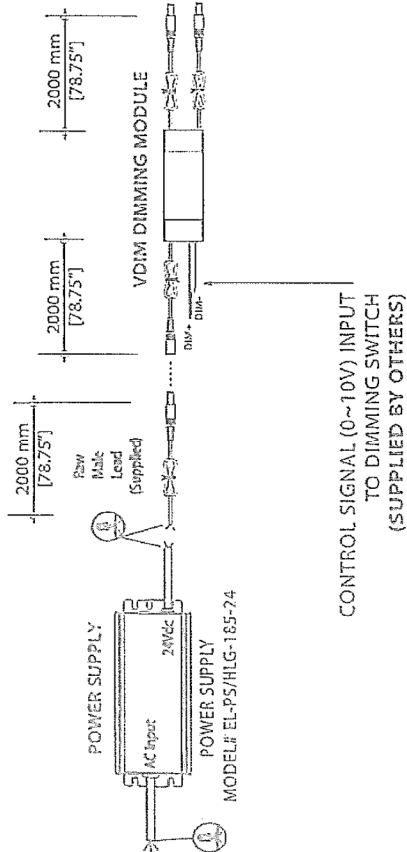 POWER SUPPLY
AC Input
24Vdc
POWER SUPPLY
MODEL# EL-PS/HLG-185-24
2000 mm
[78.75"]
Raw
Male
Lead
(Supplied)
2000 mm
[78.75"]
DIM+
DIM-
VDIM DIMMING MODULE
2000 mm
[78.75"]
CONTROL SIGNAL (0~10V) INPUT
TO DIMMING SWITCH
(SUPPLIED BY OTHERS)